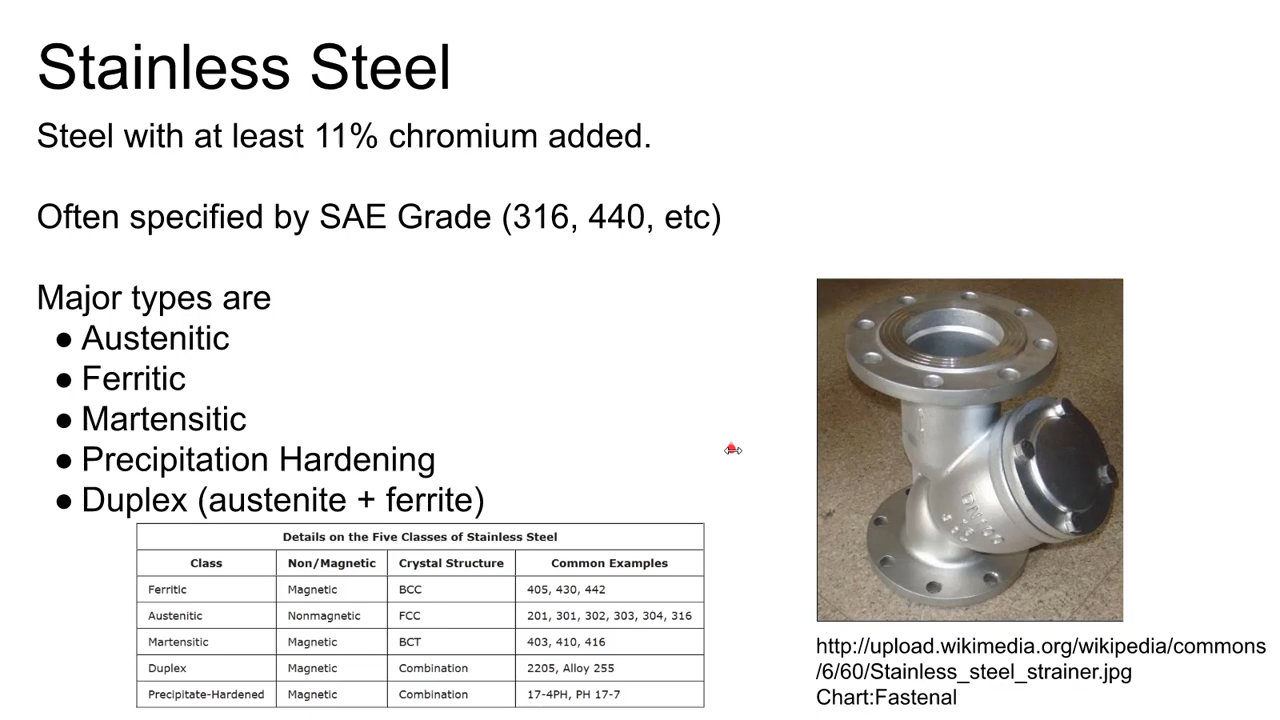 Stainless Steel
Steel with at least 11% chromium added.
Often specified by SAE Grade (316, 440, etc)
Major types are
● Austenitic
● Ferritic
● Martensitic
● Precipitation Hardening
● Duplex (austenite + ferrite)
Details on the Five Classes of Stainless Steel
Class Non/Magnetic Crystal Structure Common Examples
Ferritic Magnetic BCC 405, 430, 442
Austenitic Nonmagnetic FCC 201, 301, 302, 303, 304, 316
Martensitic Magnetic BCT 403, 410, 416
Duplex Magnetic Combination 2205, Alloy 255
Precipitate-Hardened Magnetic Combination 17-4PH, PH 17-7
DN100
http://upload.wikimedia.org/wikipedia/commons
/6/60/Stainless_steel_strainer.jpg
Chart:Fastenal